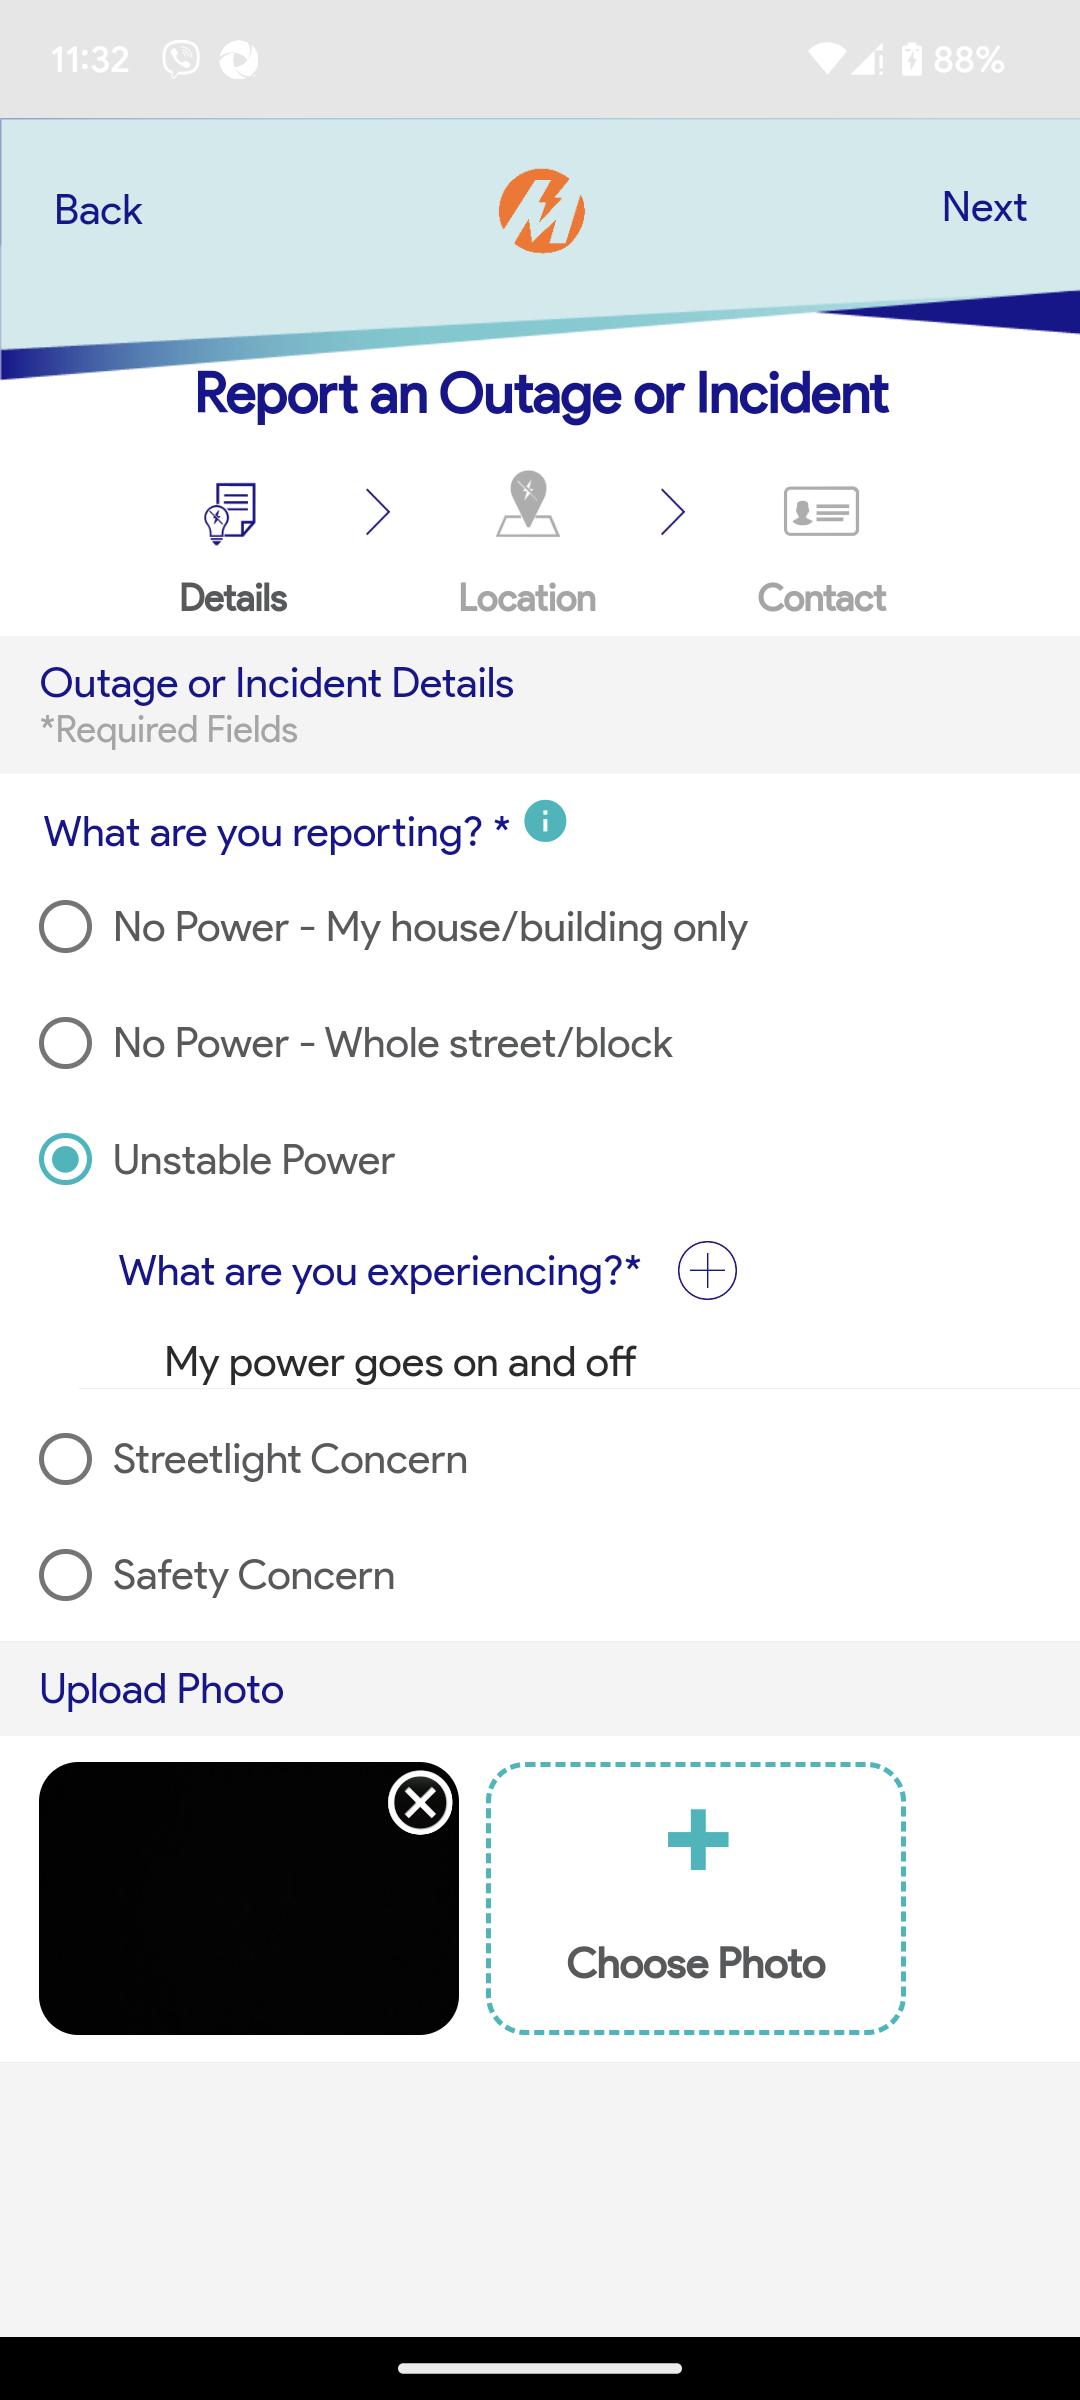 11:32
88%
Back
Next
Report an Outage or Incident
Details
Location
Contact
Outage or Incident Details
*Required Fields
What are you reporting? *
No Power - My house/building only
No Power - Whole street/block
Unstable Power
What are you experiencing?*
My power goes on and off
Streetlight Concern
Safety Concern
Upload Photo
Choose Photo